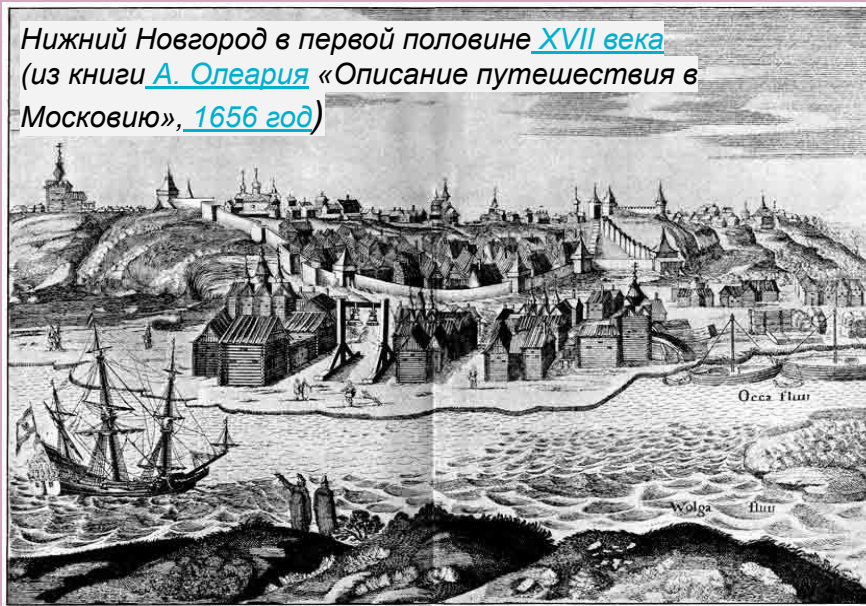 Нижний Новгород в первой половине XVII века
(из книги А. Олеария «Описание путешествия в
Московию», 1656 год)
Occa fluu
Wolga fluu